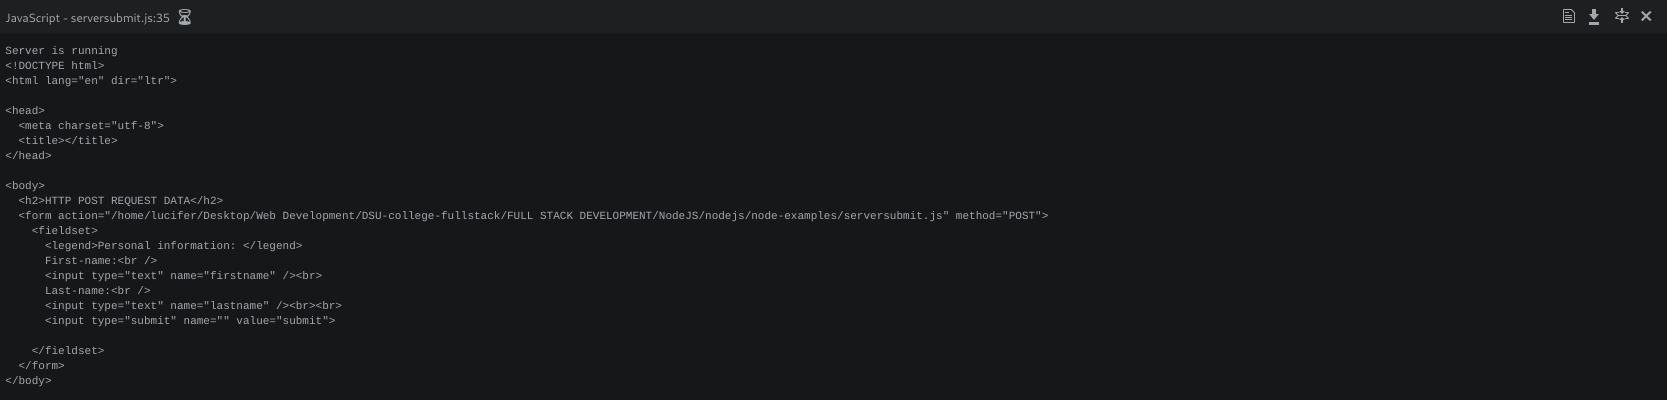 JavaScript - serversubmit.js:35
Server is running
<!DOCTYPE html>
<html lang="en" dir="ltr">

<head>
  <meta charset="utf-8">
  <title></title>
</head>

<body>
  <h2>HTTP POST REQUEST DATA</h2>
  <form action="/home/lucifer/Desktop/Web Development/DSU-college-fullstack/FULL STACK DEVELOPMENT/NodeJS/nodejs/node-examples/serversubmit.js" method="POST">
    <fieldset>
      <legend>Personal information: </legend>
      First-name:<br />
      <input type="text" name="firstname" /><br>
      Last-name:<br />
      <input type="text" name="lastname" /><br><br>
      <input type="submit" name="" value="submit">

    </fieldset>
  </form>
</body>